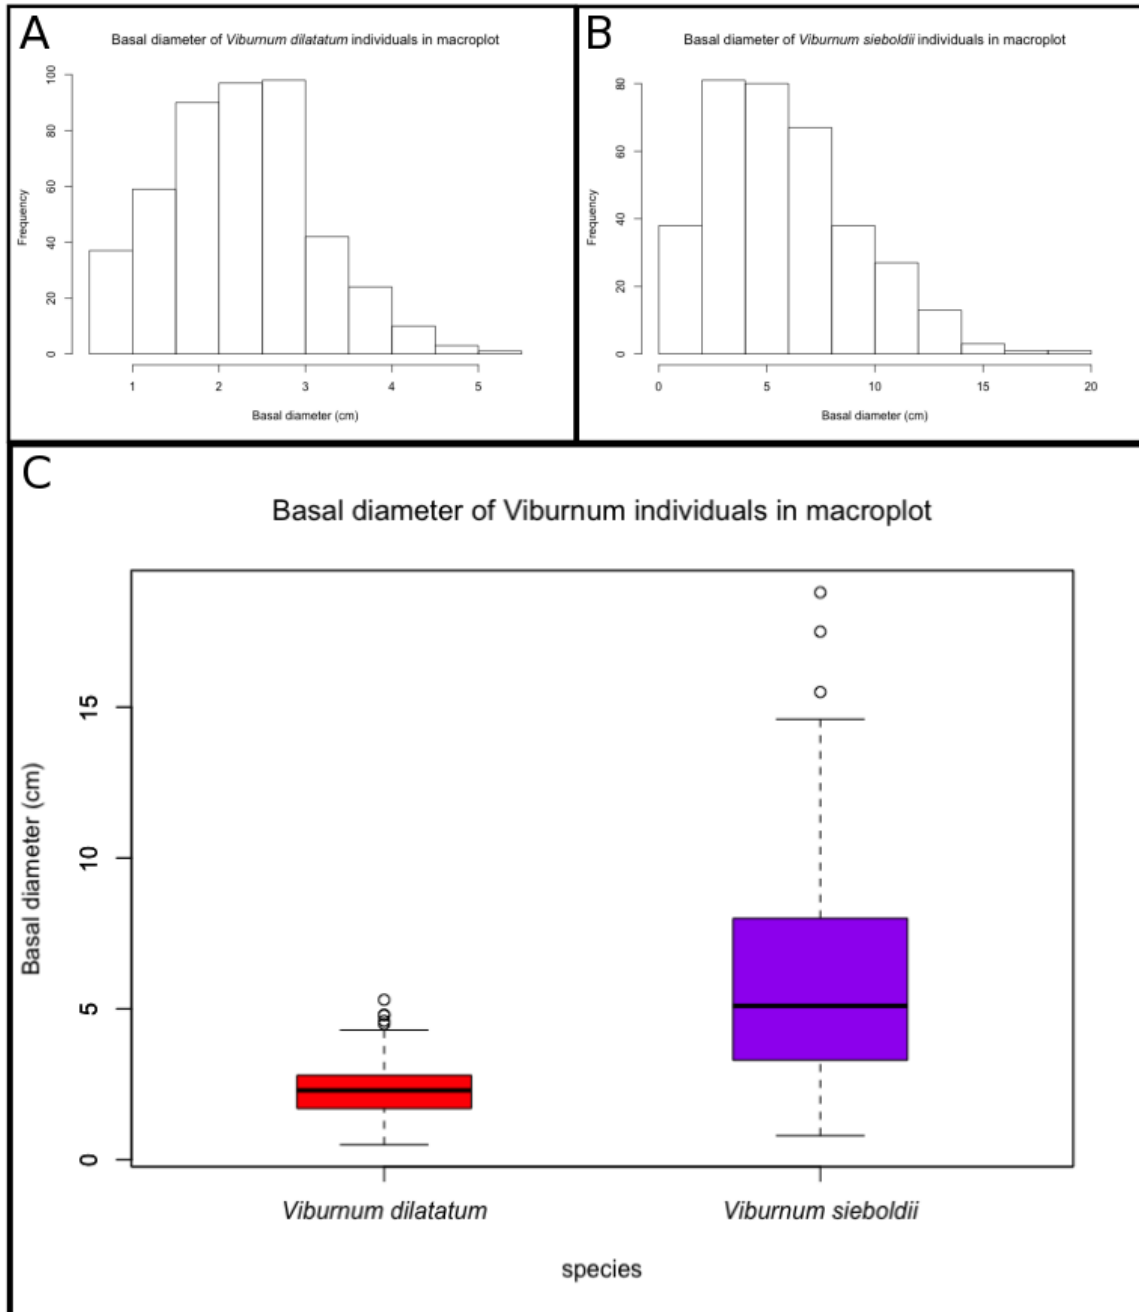 A
Basal diameter of Viburnum dilatatum individuals in macroplot
Frequency
100
80
60
40
20
0
1 2 3 4 5
Basal diameter (cm)
B
Basal diameter of Viburnum sieboldii individuals in macroplot
Frequency
80
60
40
20
0
0 5 10 15 20
Basal diameter (cm)
C
Basal diameter of Viburnum individuals in macroplot
Basal diameter (cm)
15
10
5
0
Viburnum dilatatum Viburnum sieboldii
species